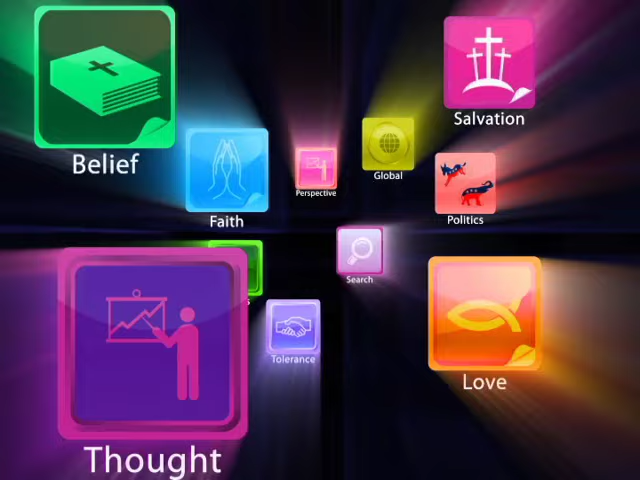 Belief
Salvation
Faith
Perspective
Global
Politics
Search
Tolerance
Love
Thought